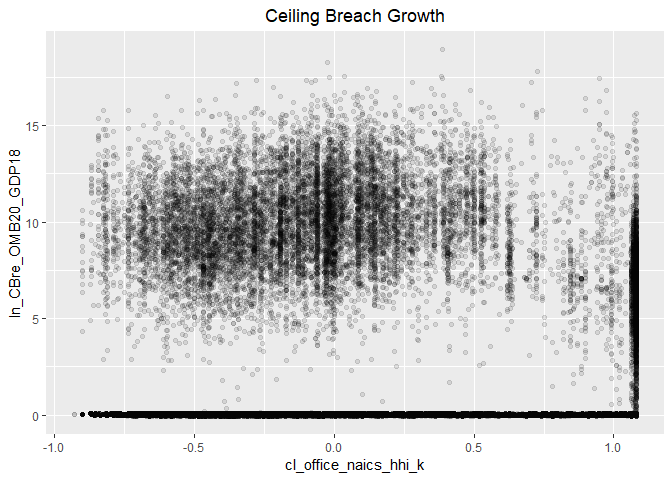 Ceiling Breach Growth
ln_CBre_OMB20_GDP18
15
10
5
0
-1.0 -0.5 0.0 0.5 1.0
cl_office_naics_hhi_k